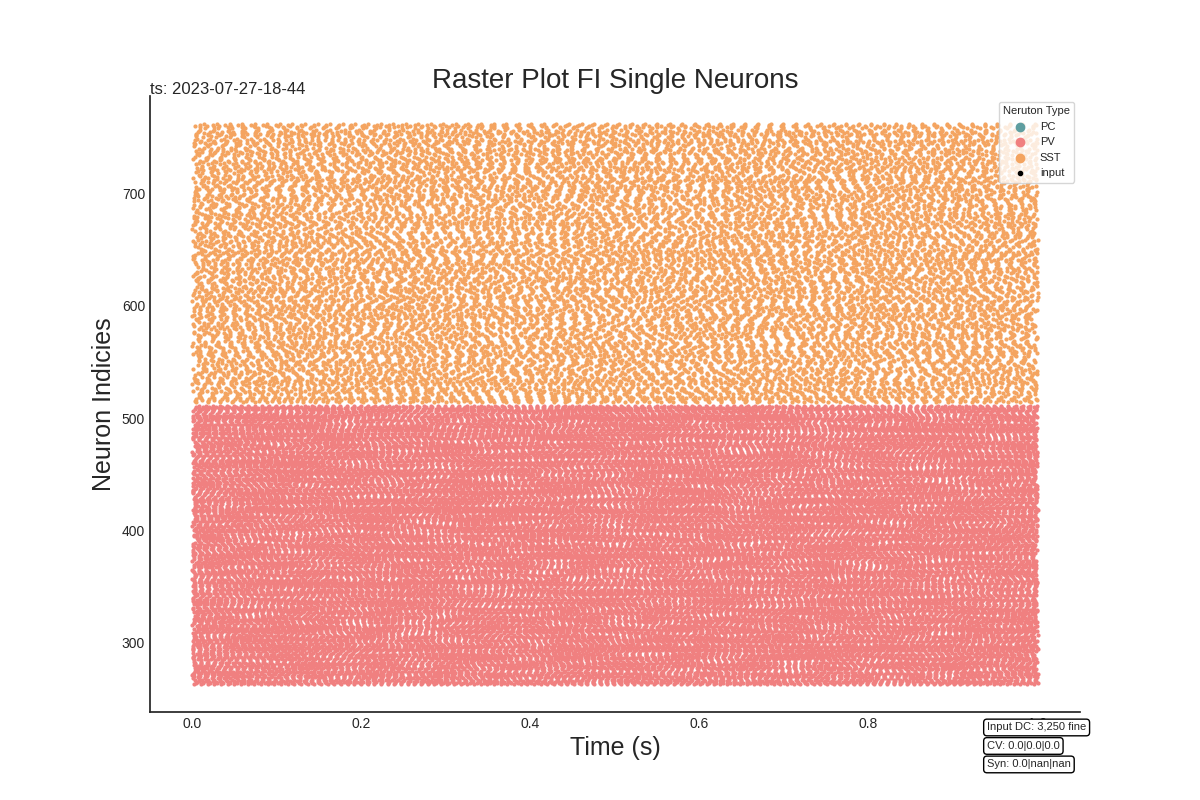 Raster Plot FI Single Neurons
ts: 2023-07-27-18-44
Neruton Type
PC
PV
SST
input
Neuron Indicies
700
600
500
400
300
0.0
0.2
0.4
0.6
0.8
Time (s)
Input DC: 3,250 fine
CV: 0.0|0.0|0.0
Syn: 0.0|nan|nan